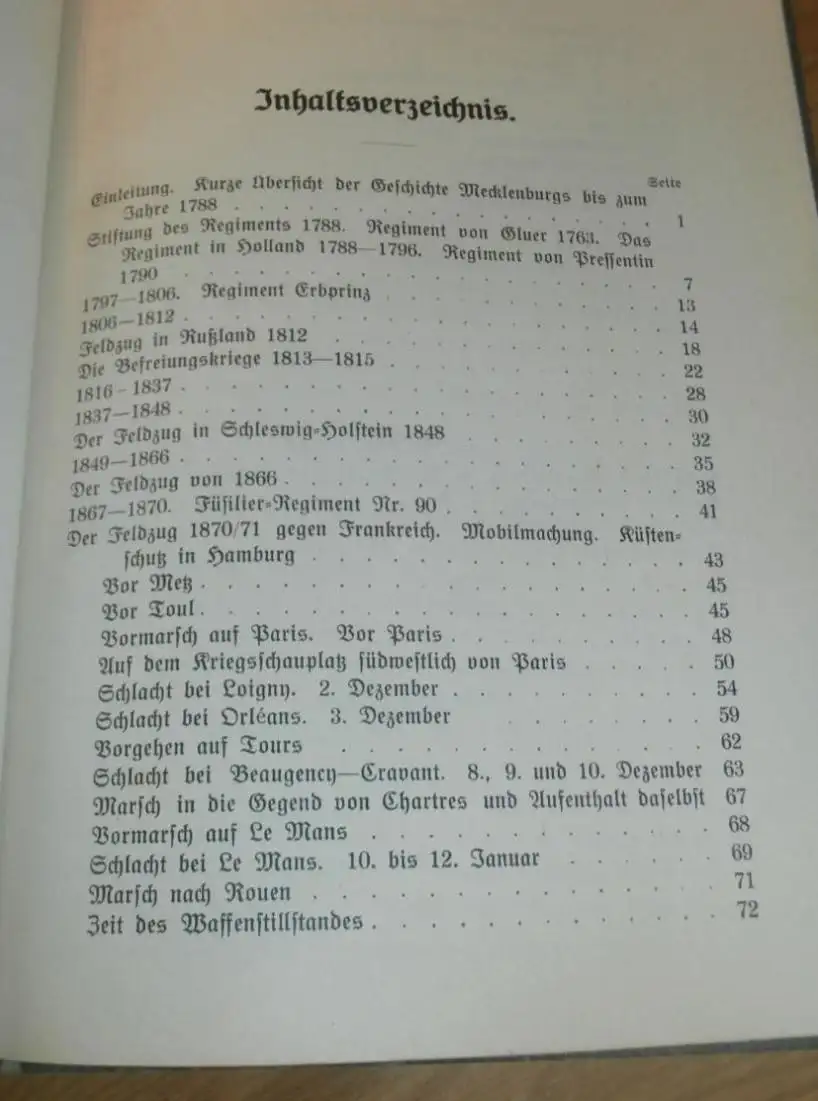 Inhaltsverzeichnis.
Seite
Einleitung. Kurze Übersicht der Geschichte Mecklenburgs bis zum
Jahre 1788 . . . . . . . . . . . . . . . 1
Stiftung des Regiments 1788. Regiment von Gluer 1763. Das
Regiment in Holland 1788—1796. Regiment von Pressentin
1790 . . . . . . . . . . . . . . . . 7
1797—1806. Regiment Erbprinz . . . . . . . . . . 13
1806—1812 . . . . . . . . . . . . . . . . 14
Feldzug in Rußland 1812 . . . . . . . . . . . . 18
Die Befreiungskriege 1813—1815 . . . . . . . . . . 22
1816-1837 . . . . . . . . . . . . . . . . 28
1837—1848 . . . . . . . . . . . . . . . . 30
Der Feldzug in Schleswig-Holstein 1848 . . . . . . . . 32
1849—1866 . . . . . . . . . . . . . . . . 35
Der Feldzug von 1866 . . . . . . . . . . . . . 38
1867—1870. Füsilier-Regiment Nr. 90 . . . . . . . . 41
Der Feldzug 1870/71 gegen Frankreich. Mobilmachung. Küsten-
schutz in Hamburg . . . . . . . . . . . . . 43
Vor Metz . . . . . . . . . . . . . . . . 45
Vor Toul . . . . . . . . . . . . . . . . 45
Vormarsch auf Paris. Vor Paris . . . . . . . . . 48
Auf dem Kriegsschauplatz südwestlich von Paris . . . . . 50
Schlacht bei Loigny. 2. Dezember . . . . . . . . . 54
Schlacht bei Orléans. 3. Dezember . . . . . . . . 59
Vorgehen auf Tours . . . . . . . . . . . . . 62
Schlacht bei Beaugency—Cravant. 8., 9. und 10. Dezember 63
Marsch in die Gegend von Chartres und Aufenthalt daselbst 67
Vormarsch auf Le Mans . . . . . . . . . . . . 68
Schlacht bei Le Mans. 10. bis 12. Januar . . . . . . 69
Marsch nach Rouen . . . . . . . . . . . . . 71
Zeit des Waffenstillstandes . . . . . . . . . . . 72